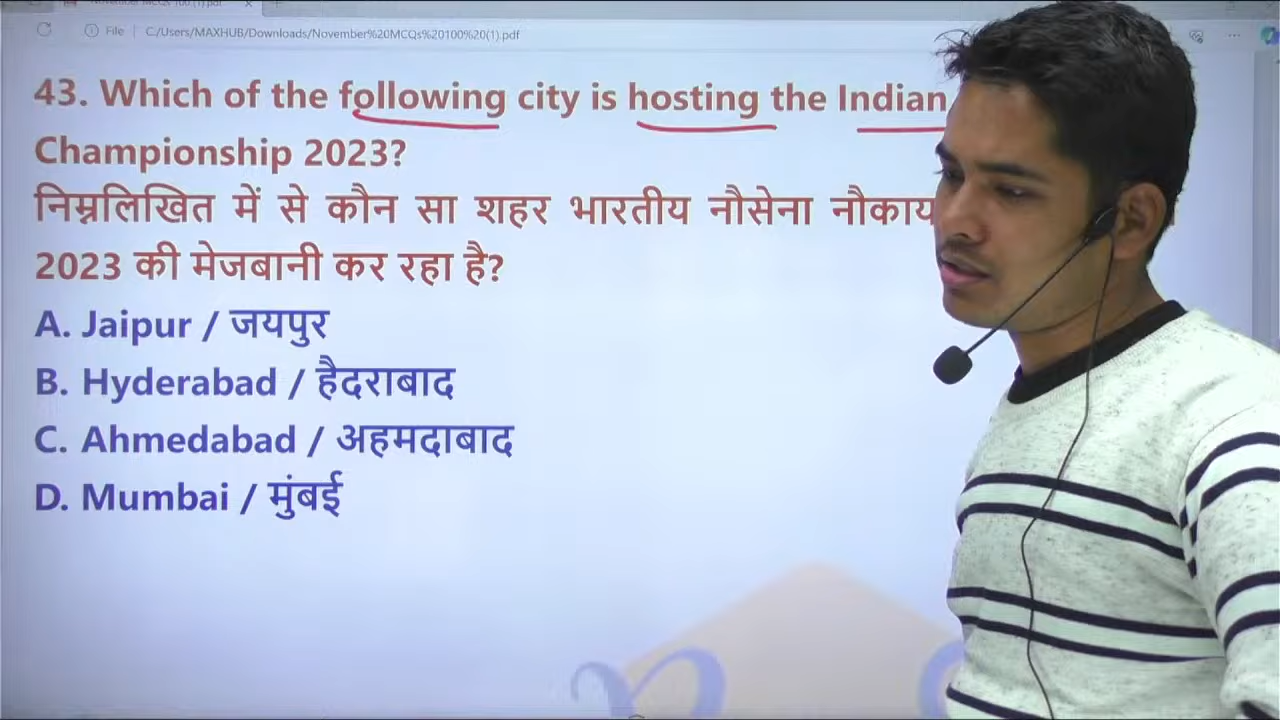 File
C:/Users/MAXHUB/Downloads/November%20MCQs%20100%20(1).pdf
43. Which of the following city is hosting the Indian
Championship 2023?
निम्नलिखित में से कौन सा शहर भारतीय नौसेना
2023 की मेजबानी कर रहा है?
A. Jaipur / जयपुर
B. Hyderabad / हैदराबाद
C. Ahmedabad / अहमदाबाद
D. Mumbai / मुंबई